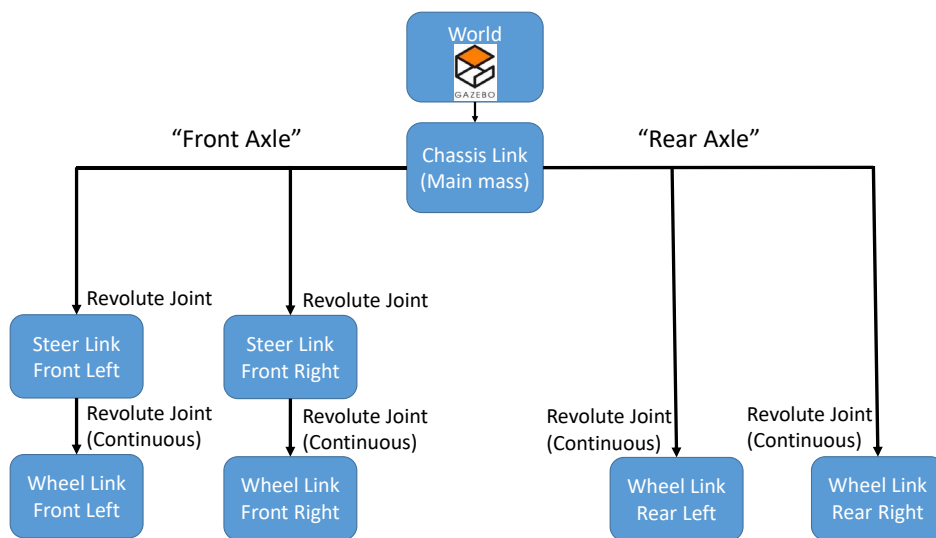 World
GAZEBO
“Front Axle”
Chassis Link
(Main mass)
“Rear Axle”
Revolute Joint
Revolute Joint
Steer Link
Front Left
Steer Link
Front Right
Revolute Joint
(Continuous)
Revolute Joint
(Continuous)
Revolute Joint
(Continuous)
Revolute Joint
(Continuous)
Wheel Link
Front Left
Wheel Link
Front Right
Wheel Link
Rear Left
Wheel Link
Rear Right